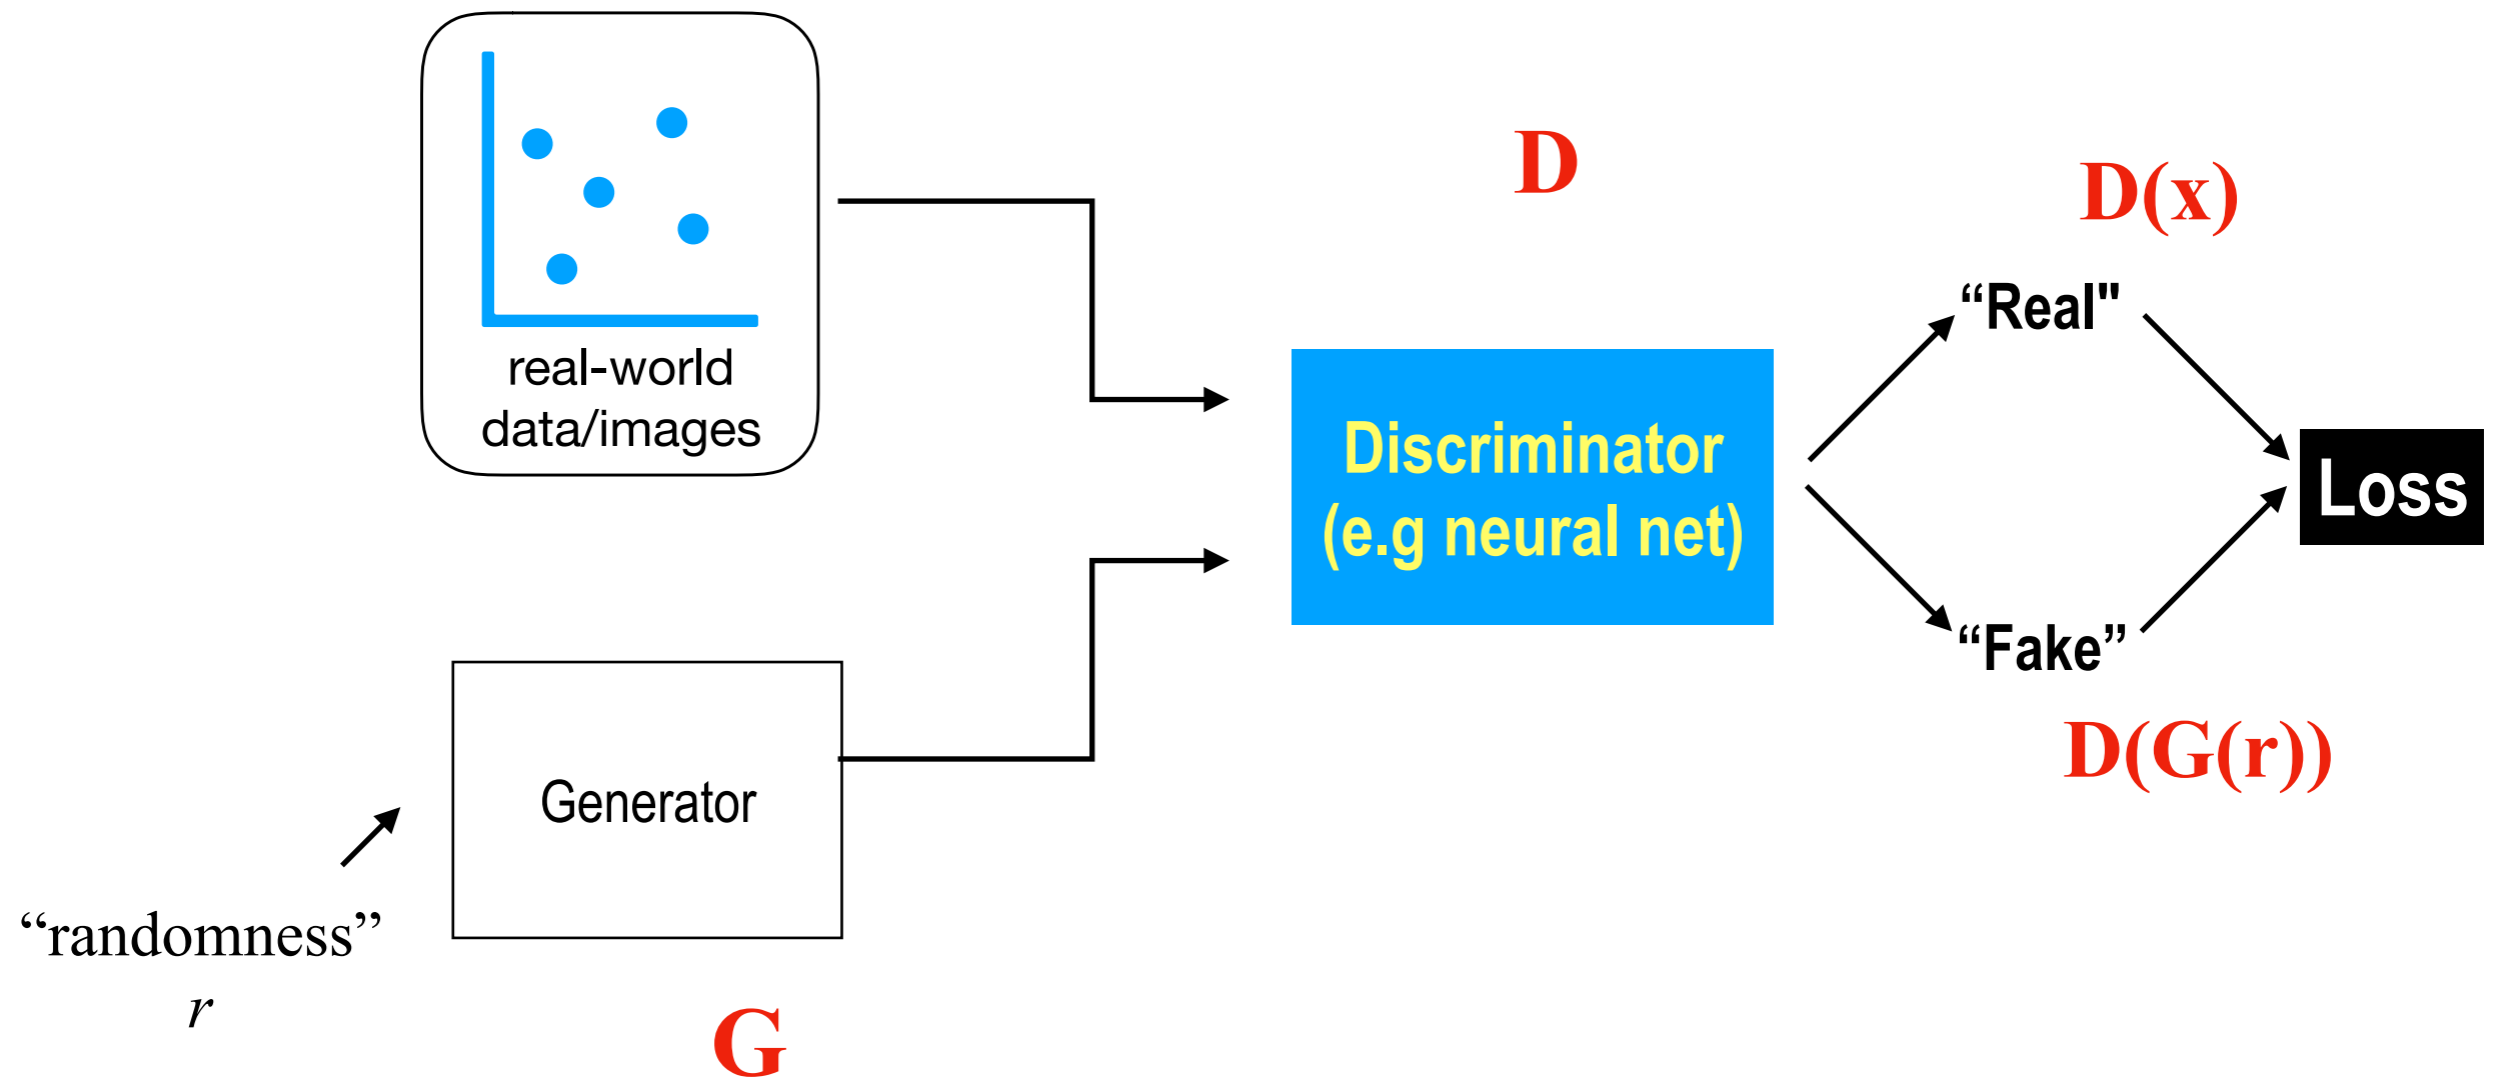 real-world
data/images
D
D(x)
“Real"
Discriminator
(e.g neural net)
Loss
“Fake”
D(G(r))
Generator
“randomness”
r
G